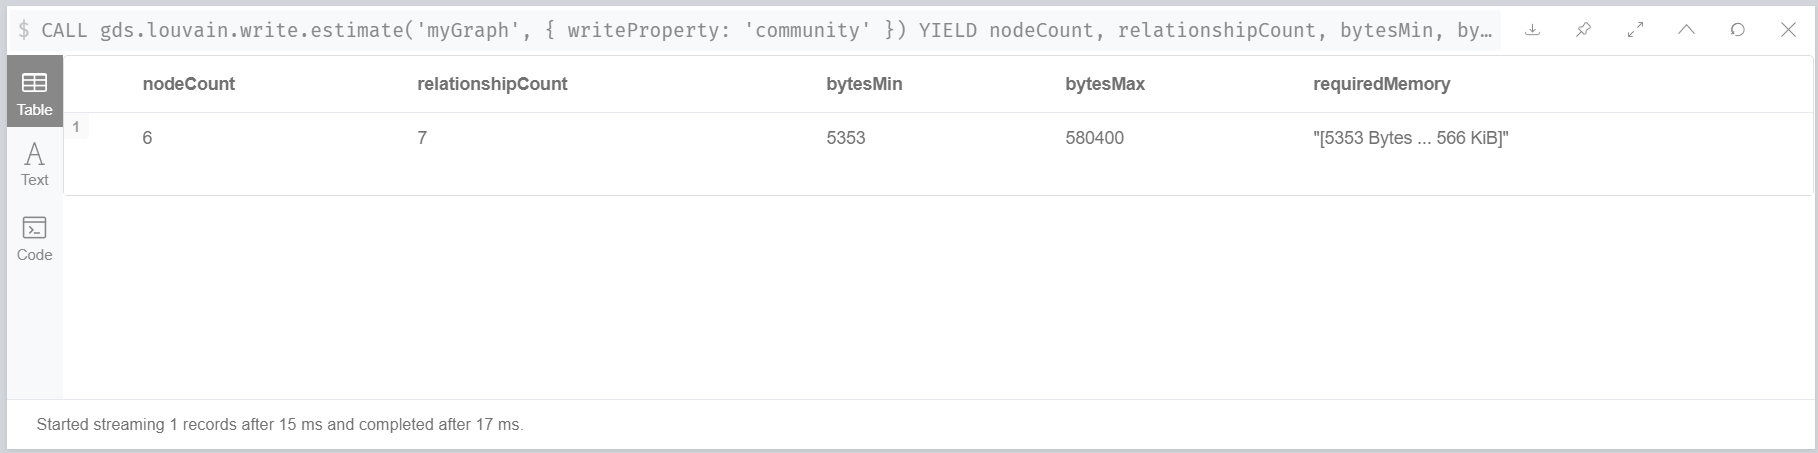 $ CALL gds.louvain.write.estimate('myGraph', { writeProperty: 'community' }) YIELD nodeCount, relationshipCount, bytesMin, by…
Table
nodeCount relationshipCount bytesMin bytesMax requiredMemory
1 6 7 5353 580400 "[5353 Bytes ... 566 KiB]"
A
Text
Code
Started streaming 1 records after 15 ms and completed after 17 ms.